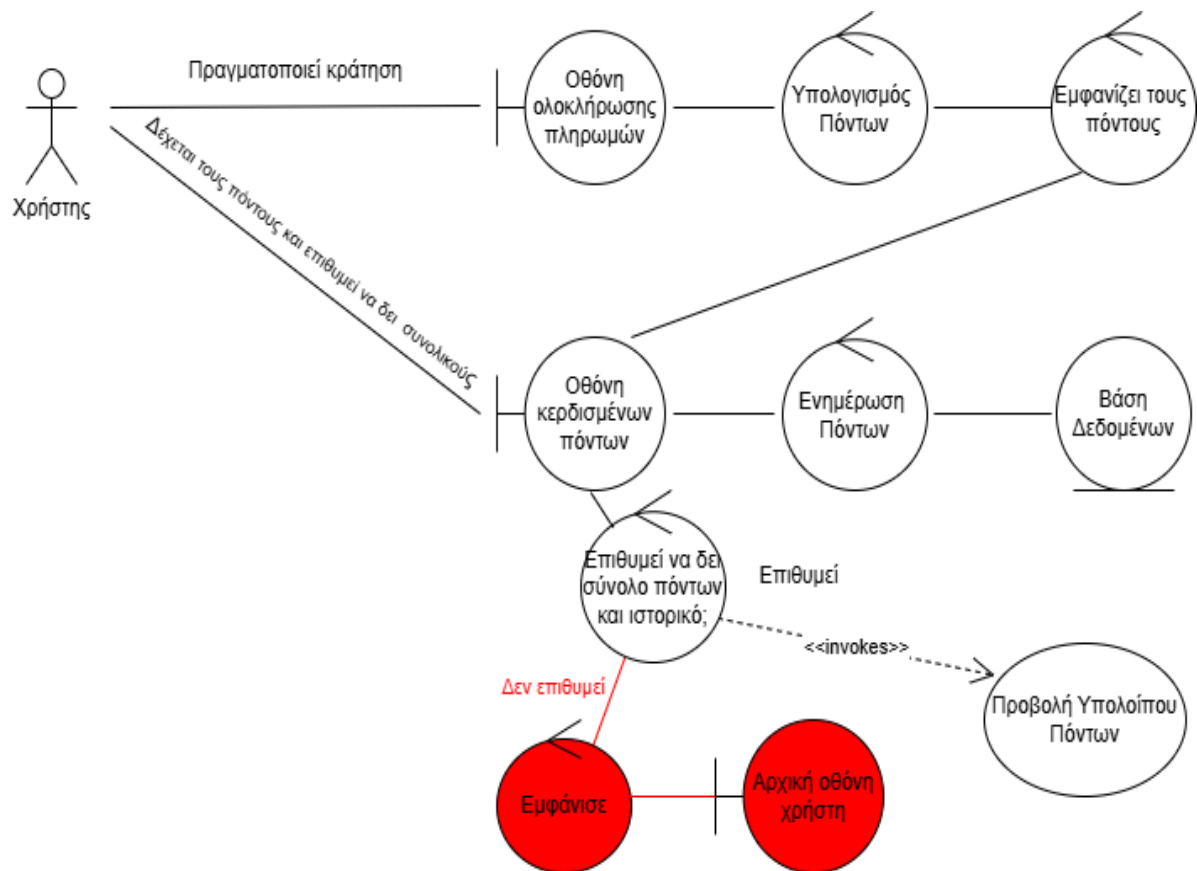 Πραγματοποιεί κράτηση
Χρήστης
Οθόνη
ολοκλήρωσης
πληρωμών
Υπολογισμός
Πόντων
Εμφανίζει τους
πόντους
Δέχεται τους πόντους και επιθυμεί να δει συνολικούς
Οθόνη
κερδισμένων
πόντων
Ενημέρωση
Πόντων
Βάση
Δεδομένων
Επιθυμεί να δει
σύνολο πόντων
και ιστορικό;
Επιθυμεί
<<invokes>>
Προβολή Υπολοίπου
Πόντων
Δεν επιθυμεί
Εμφάνισε
Αρχική οθόνη
χρήστη